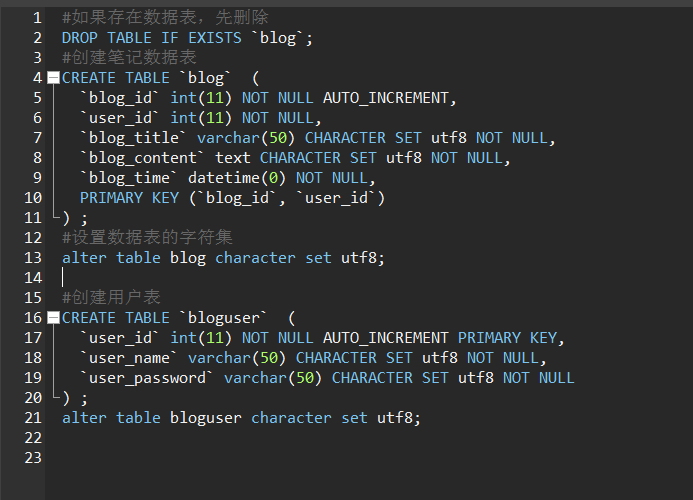 1 #如果存在数据表，先删除
2 DROP TABLE IF EXISTS `blog`;
3 #创建笔记数据表
4 CREATE TABLE `blog`  (
5   `blog_id` int(11) NOT NULL AUTO_INCREMENT,
6   `user_id` int(11) NOT NULL,
7   `blog_title` varchar(50) CHARACTER SET utf8 NOT NULL,
8   `blog_content` text CHARACTER SET utf8 NOT NULL,
9   `blog_time` datetime(0) NOT NULL,
10   PRIMARY KEY (`blog_id`, `user_id`)
11 ) ;
12 #设置数据表的字符集
13 alter table blog character set utf8;
14
15 #创建用户表
16 CREATE TABLE `bloguser`  (
17   `user_id` int(11) NOT NULL AUTO_INCREMENT PRIMARY KEY,
18   `user_name` varchar(50) CHARACTER SET utf8 NOT NULL,
19   `user_password` varchar(50) CHARACTER SET utf8 NOT NULL
20 ) ;
21 alter table bloguser character set utf8;
22
23